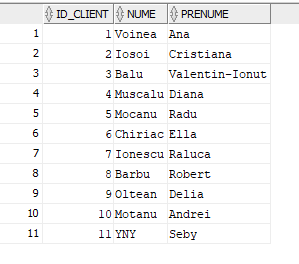 ID_CLIENT NUME PRENUME
1 1 Voinea Ana
2 2 Iosoi Cristiana
3 3 Balu Valentin-Ionut
4 4 Muscalu Diana
5 5 Mocanu Radu
6 6 Chiriac Ella
7 7 Ionescu Raluca
8 8 Barbu Robert
9 9 Oltean Delia
10 10 Motanu Andrei
11 11 YNY Seby